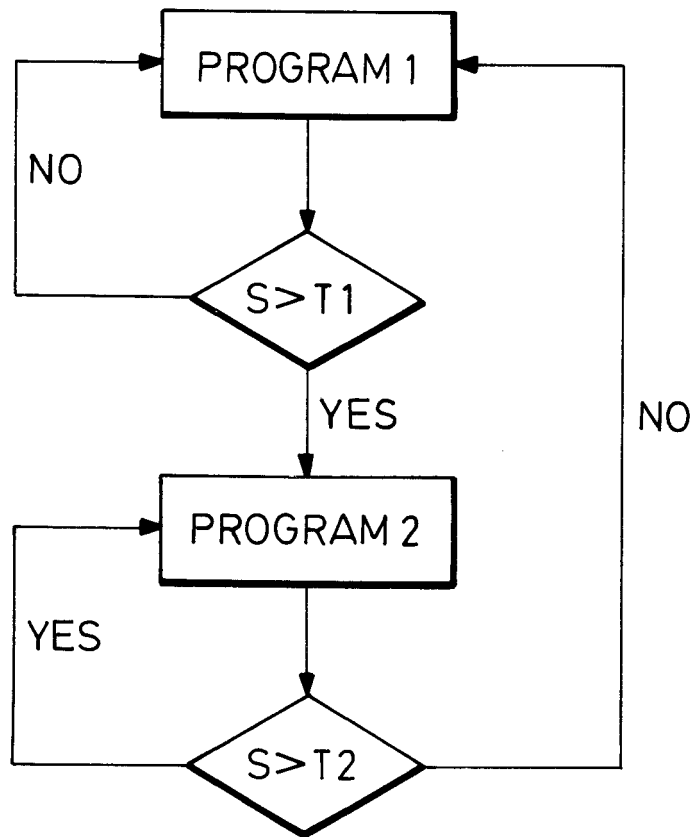 PROGRAM 1
NO
S>T1
YES
NO
PROGRAM 2
YES
S>T2